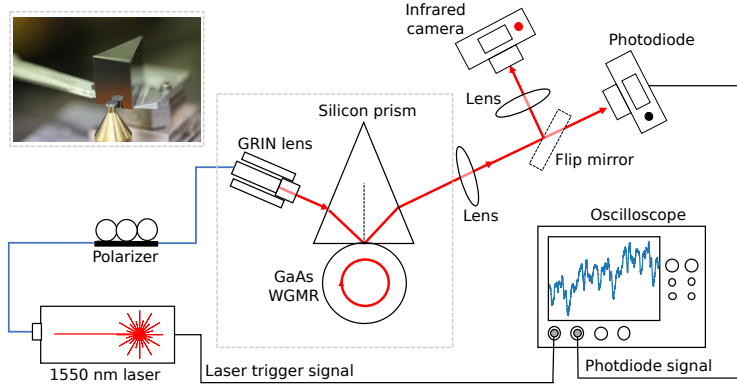 Infrared
camera
Photodiode
Lens
Silicon prism
GRIN lens
Flip mirror
Lens
Oscilloscope
Polarizer
GaAs
WGMR
1550 nm laser
Laser trigger signal
Photdiode signal